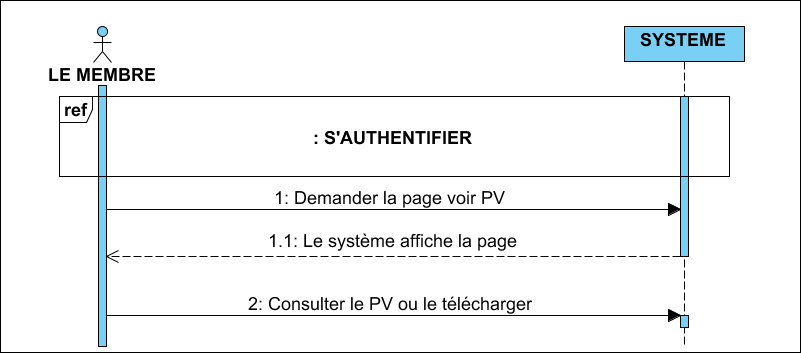 LE MEMBRE
SYSTEME
ref
: S'AUTHENTIFIER
1: Demander la page voir PV
1.1: Le système affiche la page
2: Consulter le PV ou le télécharger